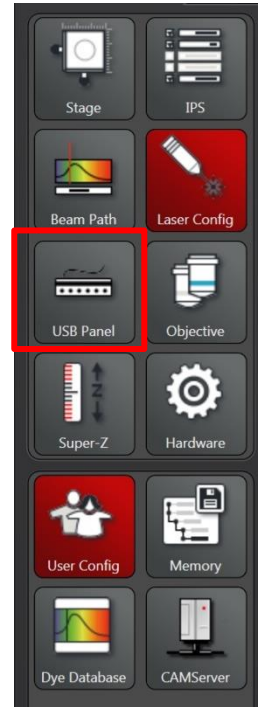 Stage IPS
Beam Path Laser Config
USB Panel Objective
Z
Super-Z Hardware
User Config Memory
Dye Database CAMServer